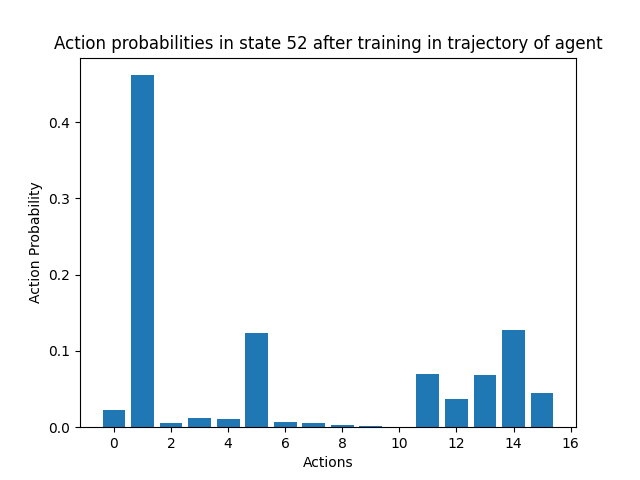 Action probabilities in state 52 after training in trajectory of agent
0.4
0.3
0.2
0.1
0.0
Action Probability
0 2 4 6 8 10 12 14 16
Actions